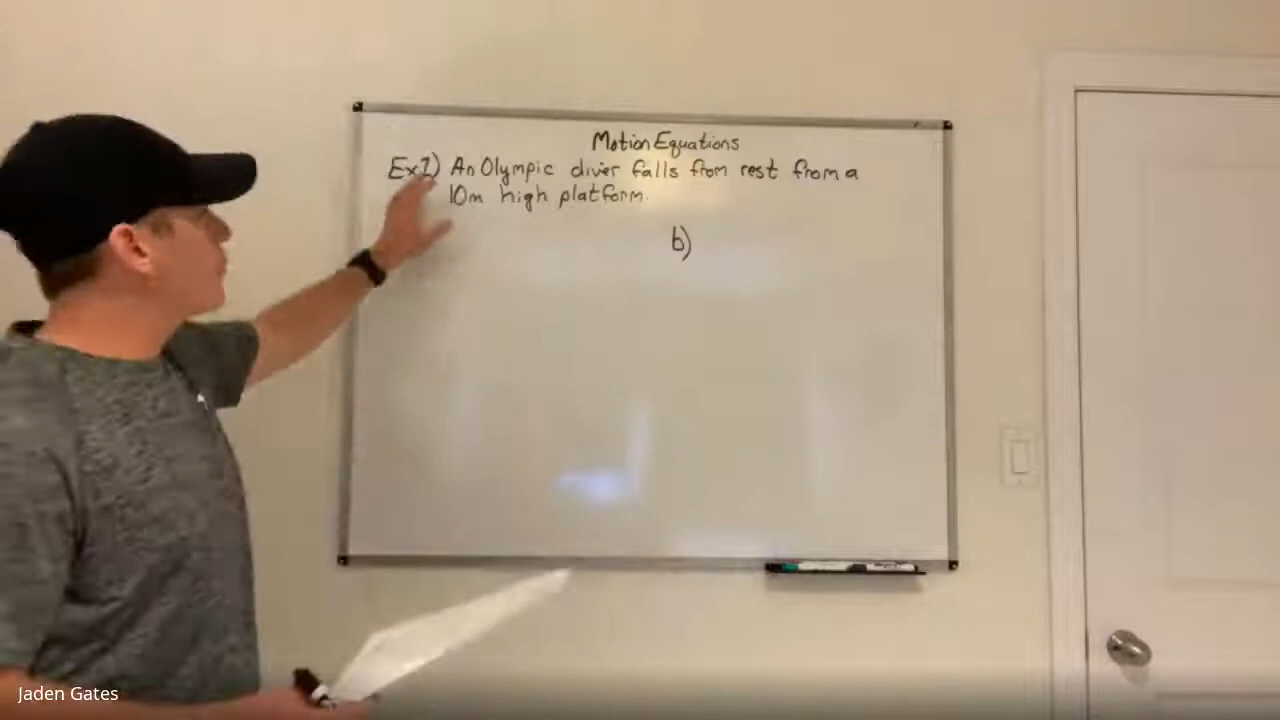 Motion Equations
Ex1) An Olympic diver falls from rest from a
10m high platform.
b)
Jaden Gates